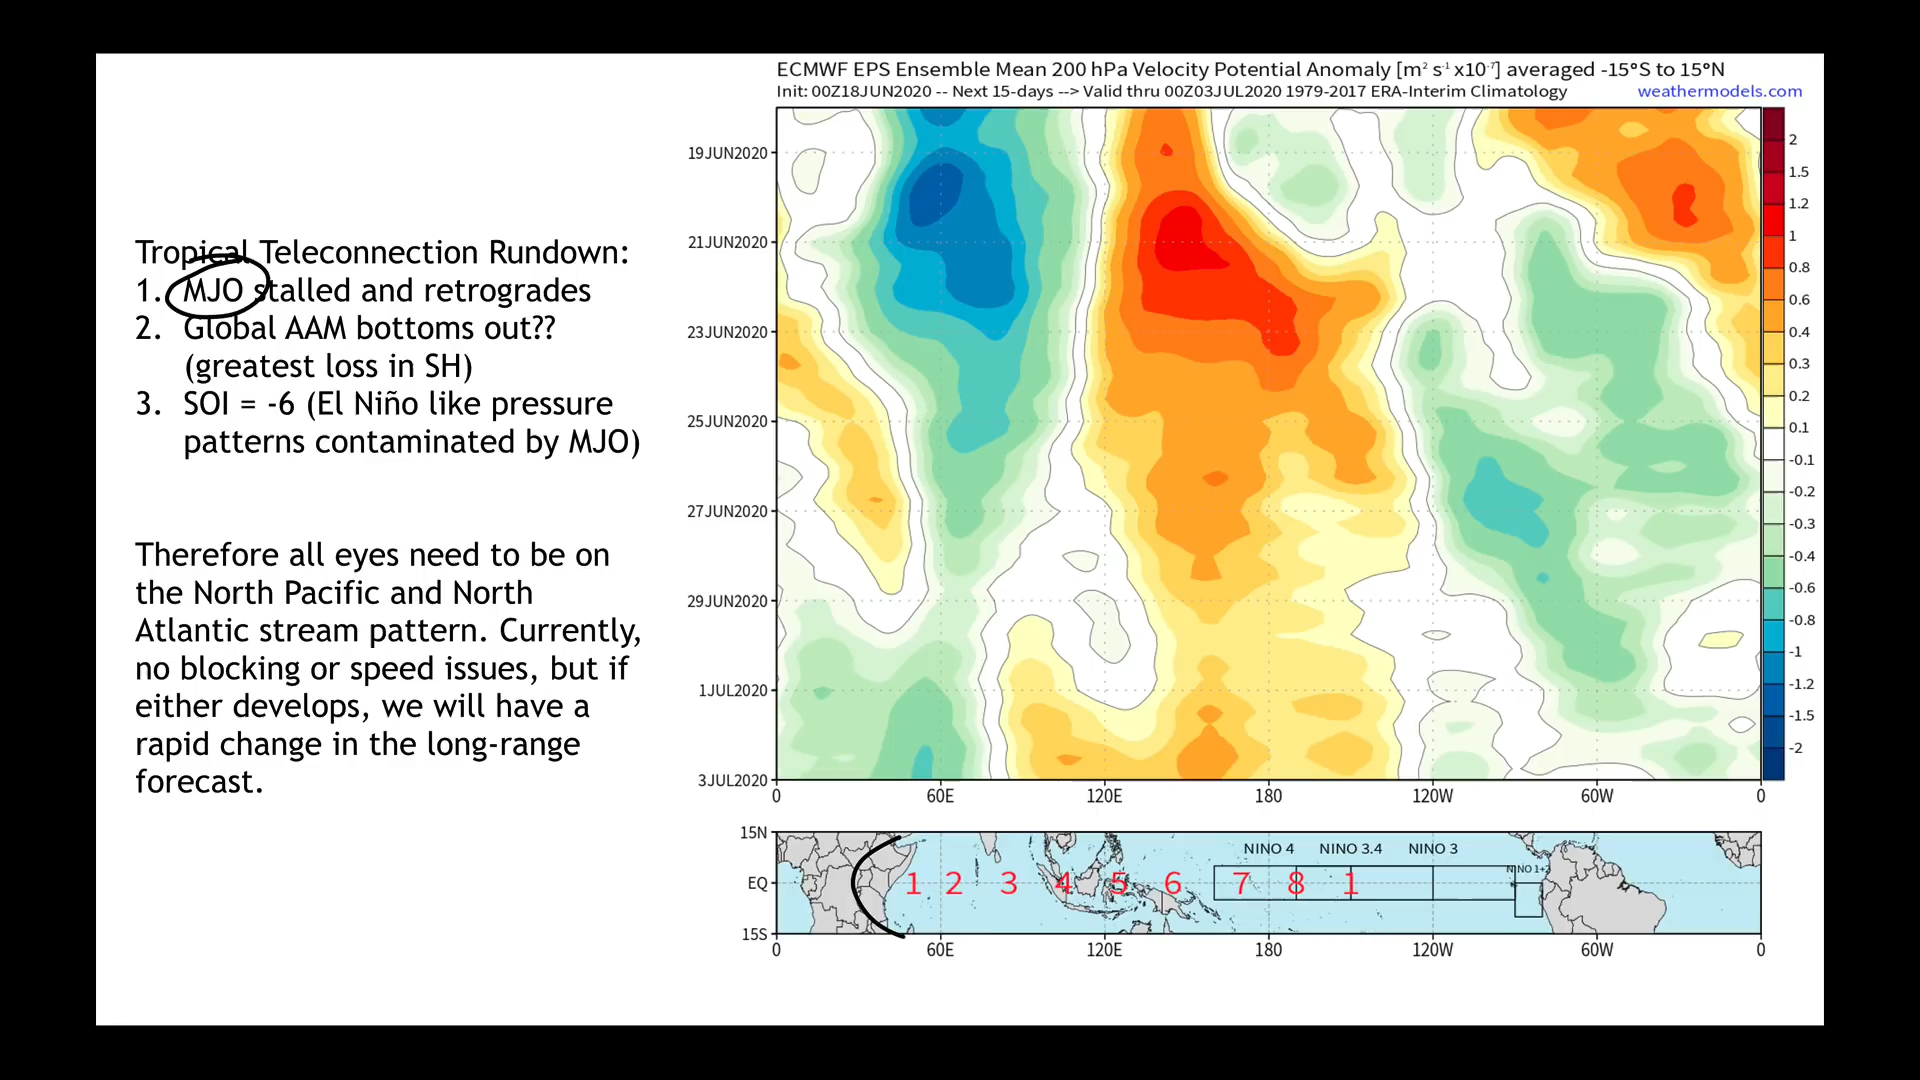 ECMWF EPS Ensemble Mean 200 hPa Velocity Potential Anomaly [m² s⁻¹ x10⁻⁷] averaged -15°S to 15°N
Init: 00Z18JUN2020 -- Next 15-days --> Valid thru 00Z03JUL2020 1979-2017 ERA-Interim Climatology
weathermodels.com
Tropical Teleconnection Rundown:
1. MJO stalled and retrogrades
2. Global AAM bottoms out??
(greatest loss in SH)
3. SOI = -6 (El Niño like pressure
patterns contaminated by MJO)
Therefore all eyes need to be on
the North Pacific and North
Atlantic stream pattern. Currently,
no blocking or speed issues, but if
either develops, we will have a
rapid change in the long-range
forecast.
19JUN2020
21JUN2020
23JUN2020
25JUN2020
27JUN2020
29JUN2020
1JUL2020
3JUL2020
0 60E 120E 180 120W 60W 0
2
1.5
1.2
1
0.8
0.6
0.4
0.3
0.2
0.1
-0.1
-0.2
-0.3
-0.4
-0.6
-0.8
-1
-1.2
-1.5
-2
15N
EQ
15S
NINO 4 NINO 3.4 NINO 3
NINO 1+2
1 2 3 4 5 6 7 8 1
0 60E 120E 180 120W 60W 0